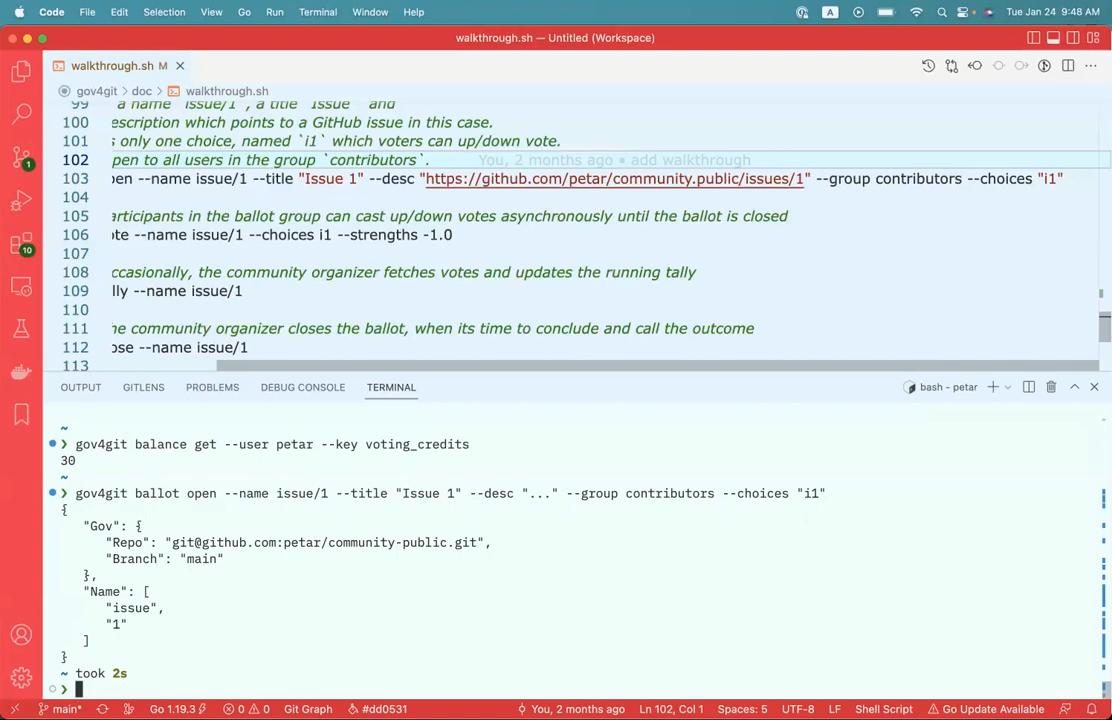 Code File Edit Selection View Go Run Terminal Window Help A Tue Jan 24 9:48 AM
walkthrough.sh — Untitled (Workspace)
walkthrough.sh M
gov4git > doc > walkthrough.sh
99 a name `issue/1`, a title `Issue` and
100 escription which points to a GitHub issue in this case.
101 s only one choice, named `i1` which voters can up/down vote.
102 open to all users in the group `contributors`. You, 2 months ago • add walkthrough
103 pen --name issue/1 --title "Issue 1" --desc "https://github.com/petar/community.public/issues/1" --group contributors --choices "i1"
104
105 articipants in the ballot group can cast up/down votes asynchronously until the ballot is closed
106 ote --name issue/1 --choices i1 --strengths -1.0
107
108 ccasionally, the community organizer fetches votes and updates the running tally
109 lly --name issue/1
110
111 he community organizer closes the ballot, when its time to conclude and call the outcome
112 ose --name issue/1
113
1
10
OUTPUT GITLENS PROBLEMS DEBUG CONSOLE TERMINAL bash - petar
~
❯ gov4git balance get --user petar --key voting_credits
30
~
❯ gov4git ballot open --name issue/1 --title "Issue 1" --desc "..." --group contributors --choices "i1"
{
"Gov": {
"Repo": "git@github.com:petar/community-public.git",
"Branch": "main"
},
"Name": [
"issue",
"1"
]
}
~ took 2s
❯
main* Go 1.19.3 0 0 Git Graph #dd0531 You, 2 months ago Ln 102, Col 1 Spaces: 5 UTF-8 LF Shell Script Go Update Available